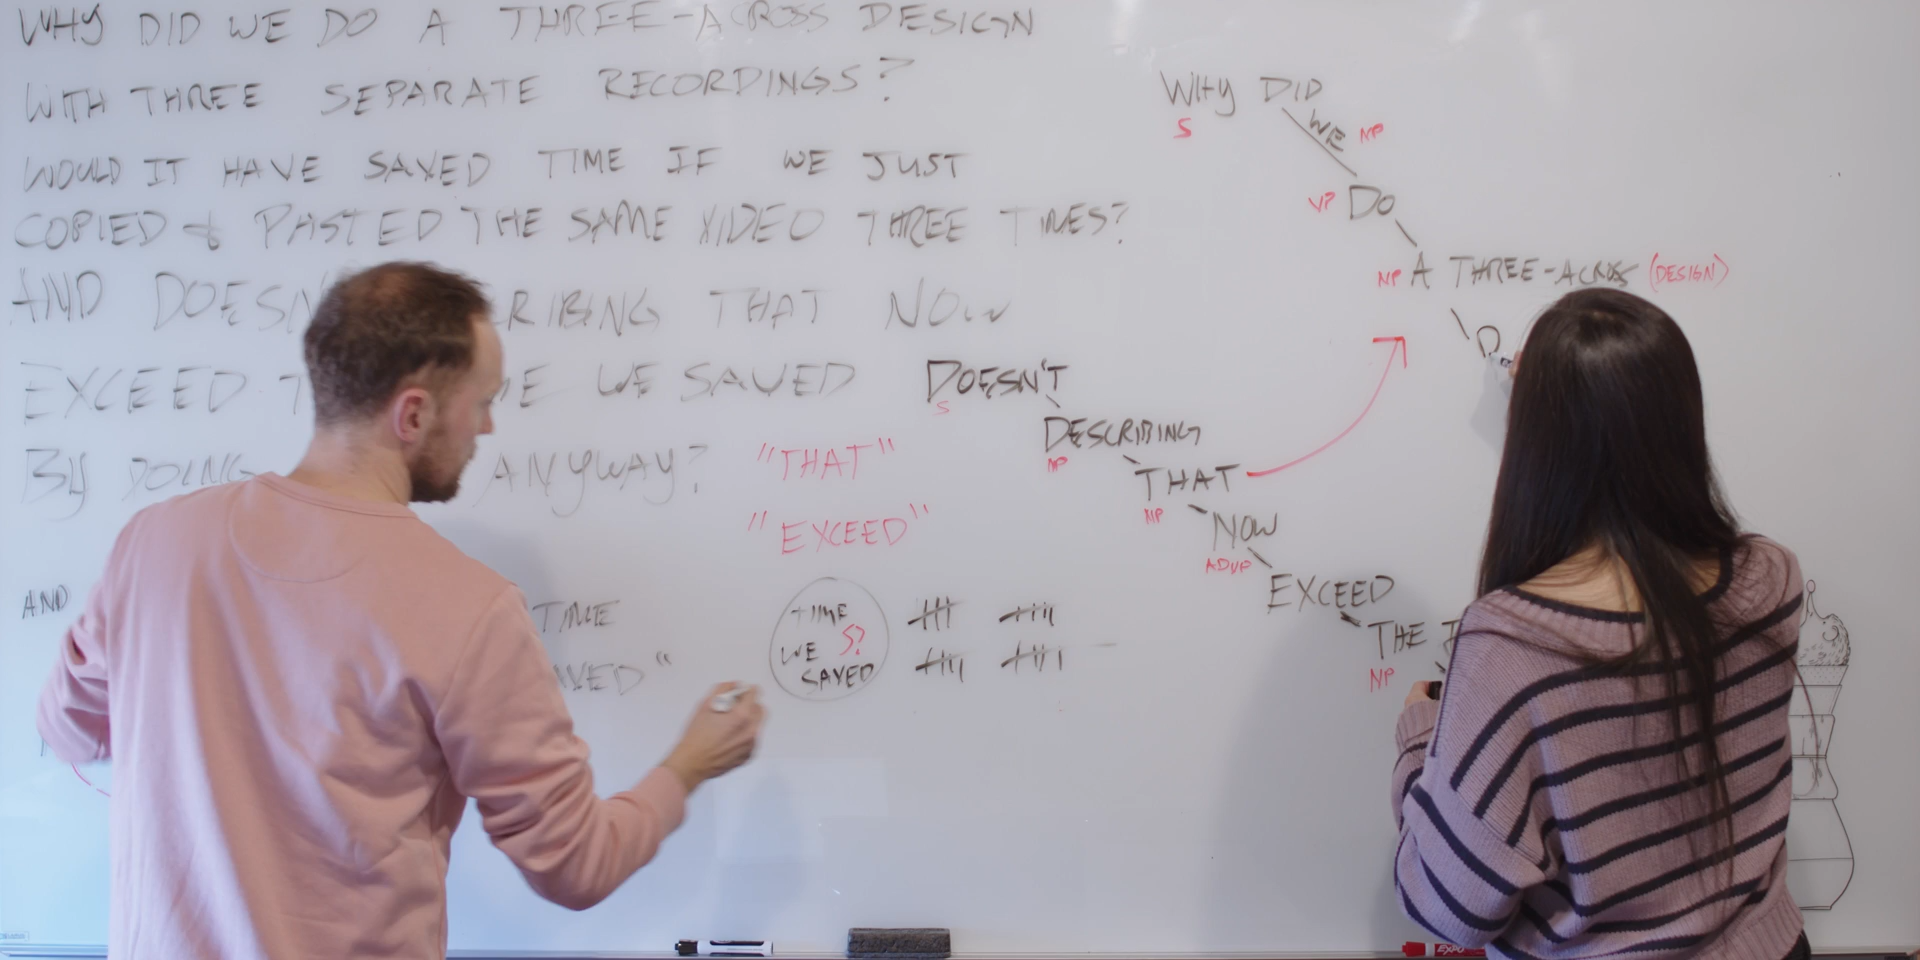 WHY DID WE DO A THREE-ACROSS DESIGN
WITH THREE SEPARATE RECORDINGS?
WOULD IT HAVE SAVED TIME IF WE JUST
COPIED & PASTED THE SAME VIDEO THREE TIMES?
AND DOESN RIBING THAT NOW
EXCEED T E WE SAVED
BY DOING ANYWAY?
"THAT"
"EXCEED"
AND TIME
VED"
TIME
WE S?
SAVED
DOESN'T
S
DESCRIBING
NP
THAT
NP
NOW
ADVP
EXCEED
THE
NP
WHY DID
S
WE NP
VP DO
NP A THREE-ACROSS (DESIGN)
D
EXPO